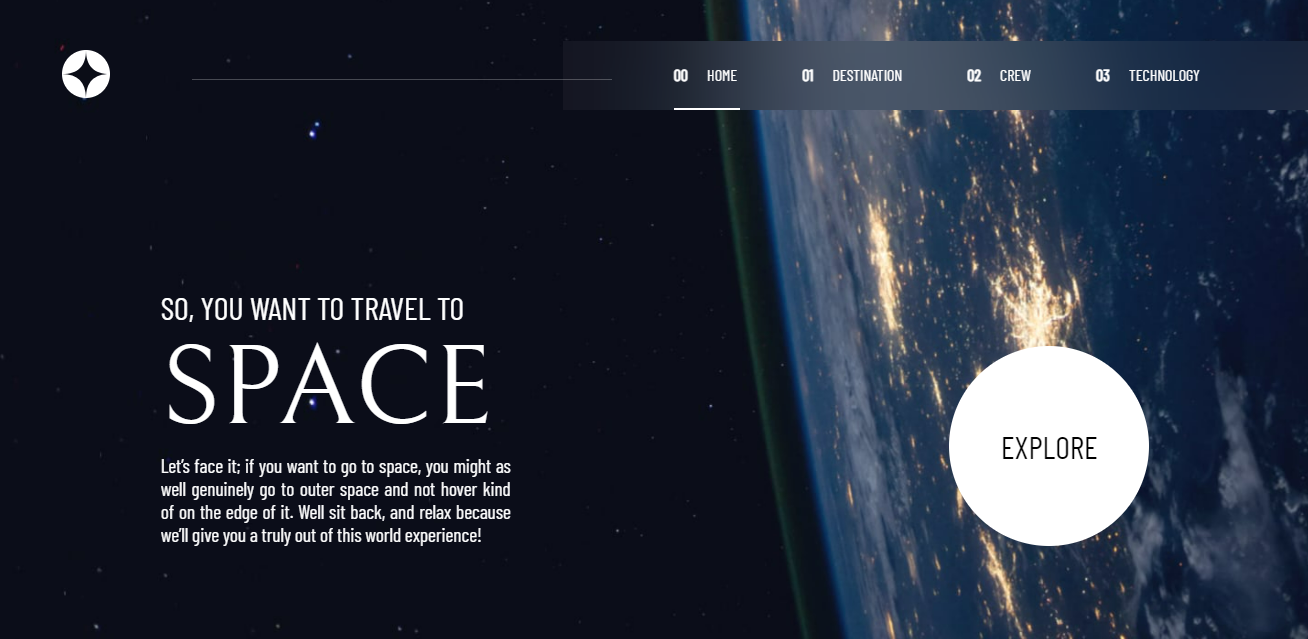 00 HOME 01 DESTINATION 02 CREW 03 TECHNOLOGY
SO, YOU WANT TO TRAVEL TO
SPACE
Let's face it; if you want to go to space, you might as
well genuinely go to outer space and not hover kind
of on the edge of it. Well sit back, and relax because
we'll give you a truly out of this world experience!
EXPLORE